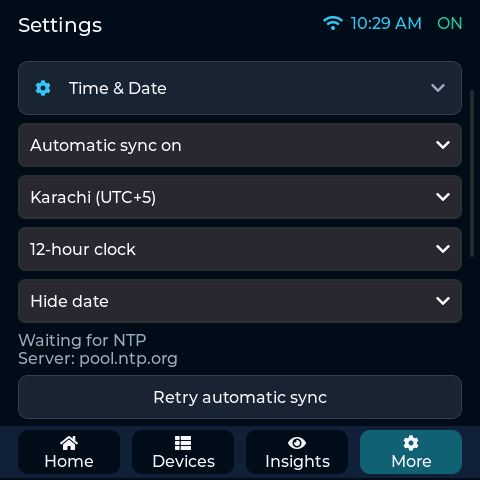 Settings
10:29 AM ON
Time & Date
Automatic sync on
Karachi (UTC+5)
12-hour clock
Hide date
Waiting for NTP
Server: pool.ntp.org
Retry automatic sync
Home Devices Insights More